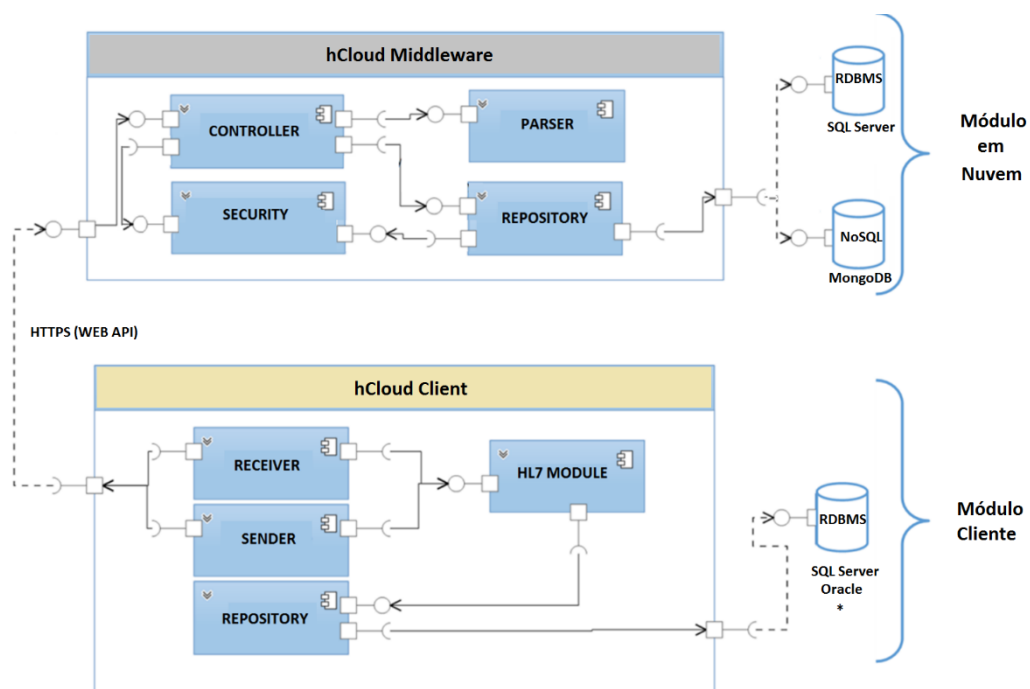 hCloud Middleware
CONTROLLER
PARSER
SECURITY
REPOSITORY
RDBMS
SQL Server
NoSQL
MongoDB
Módulo
em
Nuvem
HTTPS (WEB API)
hCloud Client
RECEIVER
HL7 MODULE
SENDER
REPOSITORY
RDBMS
SQL Server
Oracle
*
Módulo
Cliente